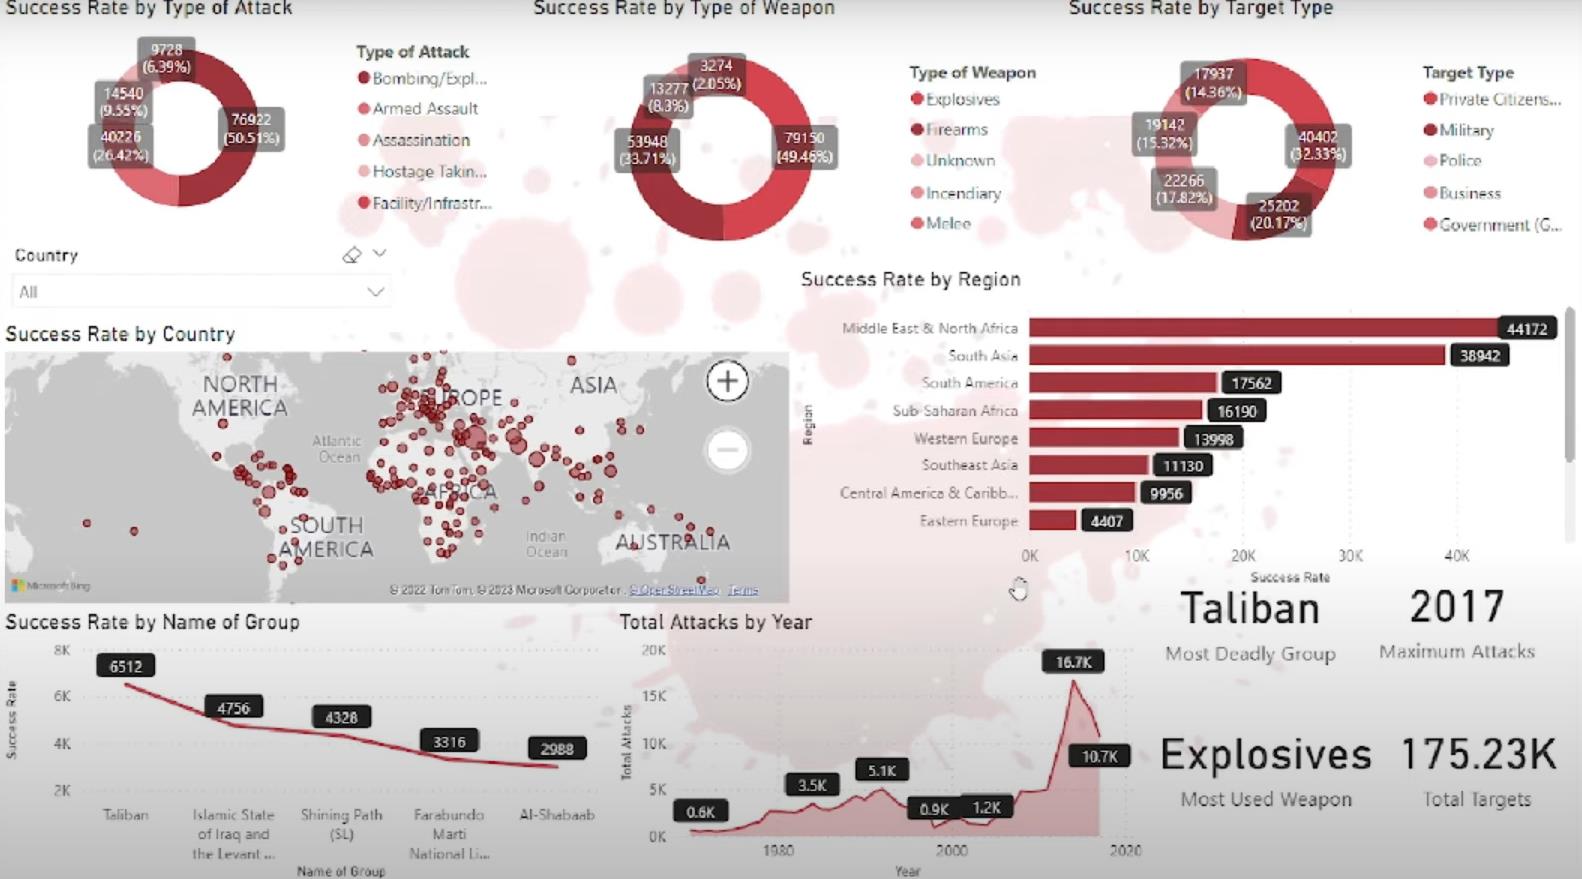 Success Rate by Type of Attack
9728
(6.39%)
14540
(9.55%)
40226
(26.42%)
76922
(50.51%)
Type of Attack
Bombing/Expl...
Armed Assault
Assassination
Hostage Takin...
Facility/Infrastr...
Success Rate by Type of Weapon
3274
(2.05%)
13277
(8.3%)
53948
(33.71%)
79150
(49.46%)
Type of Weapon
Explosives
Firearms
Unknown
Incendiary
Melee
Success Rate by Target Type
17937
(14.36%)
19142
(15.32%)
22266
(17.82%)
40402
(32.33%)
25202
(20.17%)
Target Type
Private Citizens...
Military
Police
Business
Government (G...
Country
All
Success Rate by Country
NORTH
AMERICA
Atlantic
Ocean
EUROPE
ASIA
AFRICA
SOUTH
AMERICA
Indian
Ocean
AUSTRALIA
Microsoft Bing
© 2022 TomTom, © 2023 Microsoft Corporation, © OpenStreetMap Terms
Success Rate by Region
Region
Middle East & North Africa
44172
South Asia
38942
South America
17562
Sub-Saharan Africa
16190
Western Europe
13998
Southeast Asia
11130
Central America & Caribb...
9956
Eastern Europe
4407
0K 10K 20K 30K 40K
Success Rate
Success Rate by Name of Group
Success Rate
8K
6K
4K
2K
6512
4756
4328
3316
2988
Taliban
Islamic State
of Iraq and
the Levant ...
Shining Path
(SL)
Farabundo
Marti
National Li...
Al-Shabaab
Name of Group
Total Attacks by Year
Total Attacks
20K
15K
10K
5K
0K
0.6K
3.5K
5.1K
0.9K
1.2K
16.7K
10.7K
1980 2000 2020
Year
Taliban
Most Deadly Group
2017
Maximum Attacks
Explosives
Most Used Weapon
175.23K
Total Targets